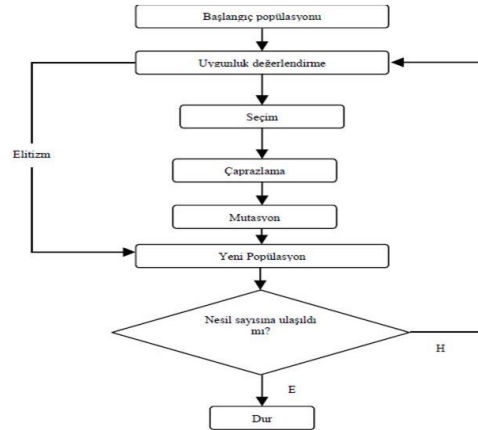 Başlangıç popülasyonu
Uygunluk değerlendirme
Seçim
Elitizm
Çaprazlama
Mutasyon
Yeni Popülasyon
Nesil sayısına ulaşıldı
mı?
H
E
Dur